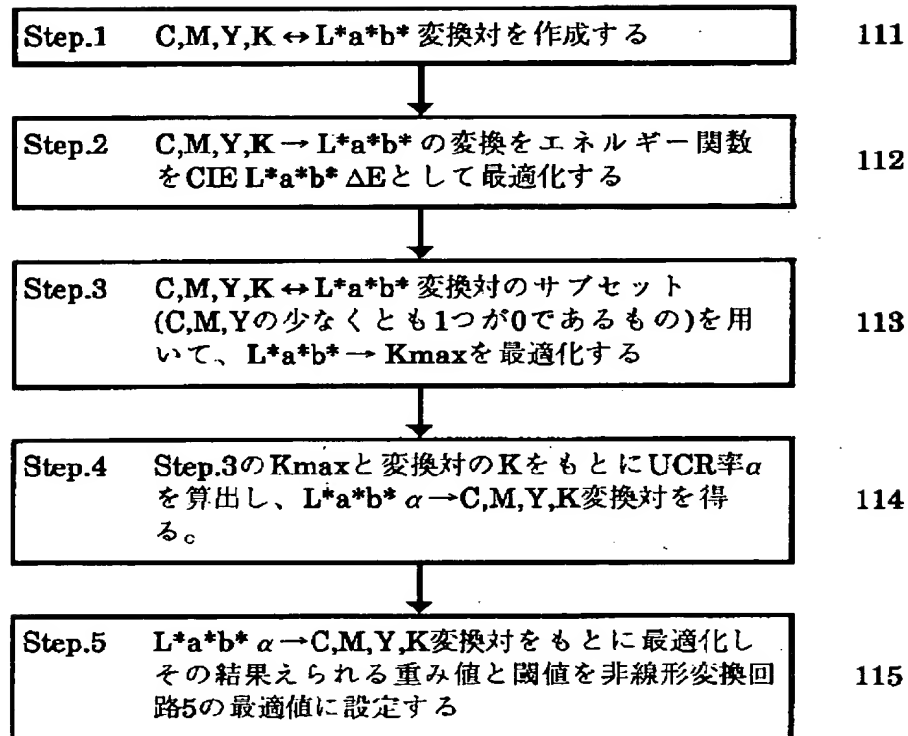 Step.1 C,M,Y,K ↔ L*a*b* 変換対を作成する 111
Step.2 C,M,Y,K → L*a*b* の変換をエネルギー関数
をCIE L*a*b* ΔEとして最適化する 112
Step.3 C,M,Y,K ↔ L*a*b* 変換対のサブセット
(C,M,Yの少なくとも1つが0であるもの)を用
いて、L*a*b* → Kmaxを最適化する 113
Step.4 Step.3のKmaxと変換対のKをもとにUCR率α
を算出し、L*a*b* α→C,M,Y,K変換対を得
る。 114
Step.5 L*a*b* α→C,M,Y,K変換対をもとに最適化し
その結果えられる重み値と閾値を非線形変換回
路5の最適値に設定する 115